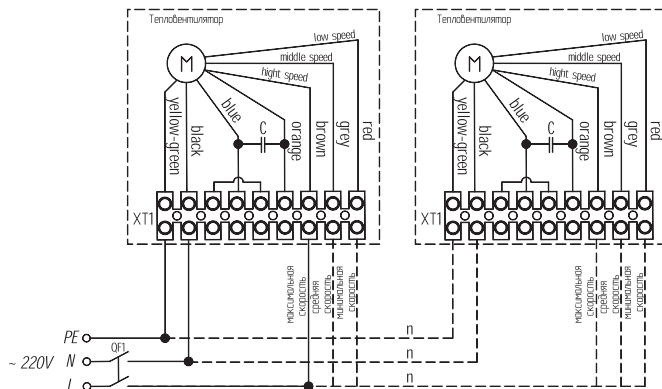 Тепловентилятор
M
low speed
middle speed
hight speed
yellow-green
black
blue
C
orange
brown
grey
red
XT1
максимальная
скорость
средняя
скорость
минимальная
скорость
Тепловентилятор
M
low speed
middle speed
hight speed
yellow-green
black
blue
C
orange
brown
grey
red
XT1
максимальная
скорость
средняя
скорость
минимальная
скорость
PE
n
QF1
~ 220V
N
n
L
n